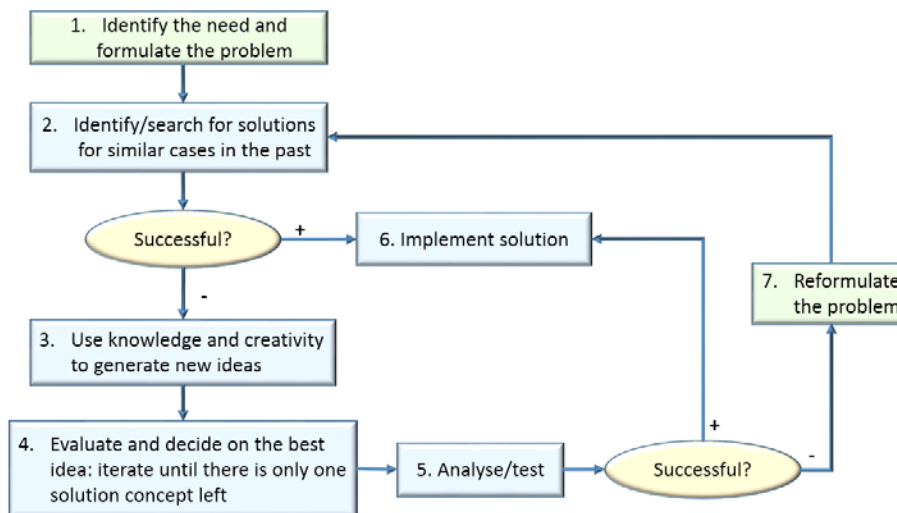 1. Identify the need and
formulate the problem
2. Identify/search for solutions
for similar cases in the past
Successful?
+
6. Implement solution
-
7. Reformulate
the problem
3. Use knowledge and creativity
to generate new ideas
4. Evaluate and decide on the best
idea: iterate until there is only one
solution concept left
5. Analyse/test
Successful?
+
-